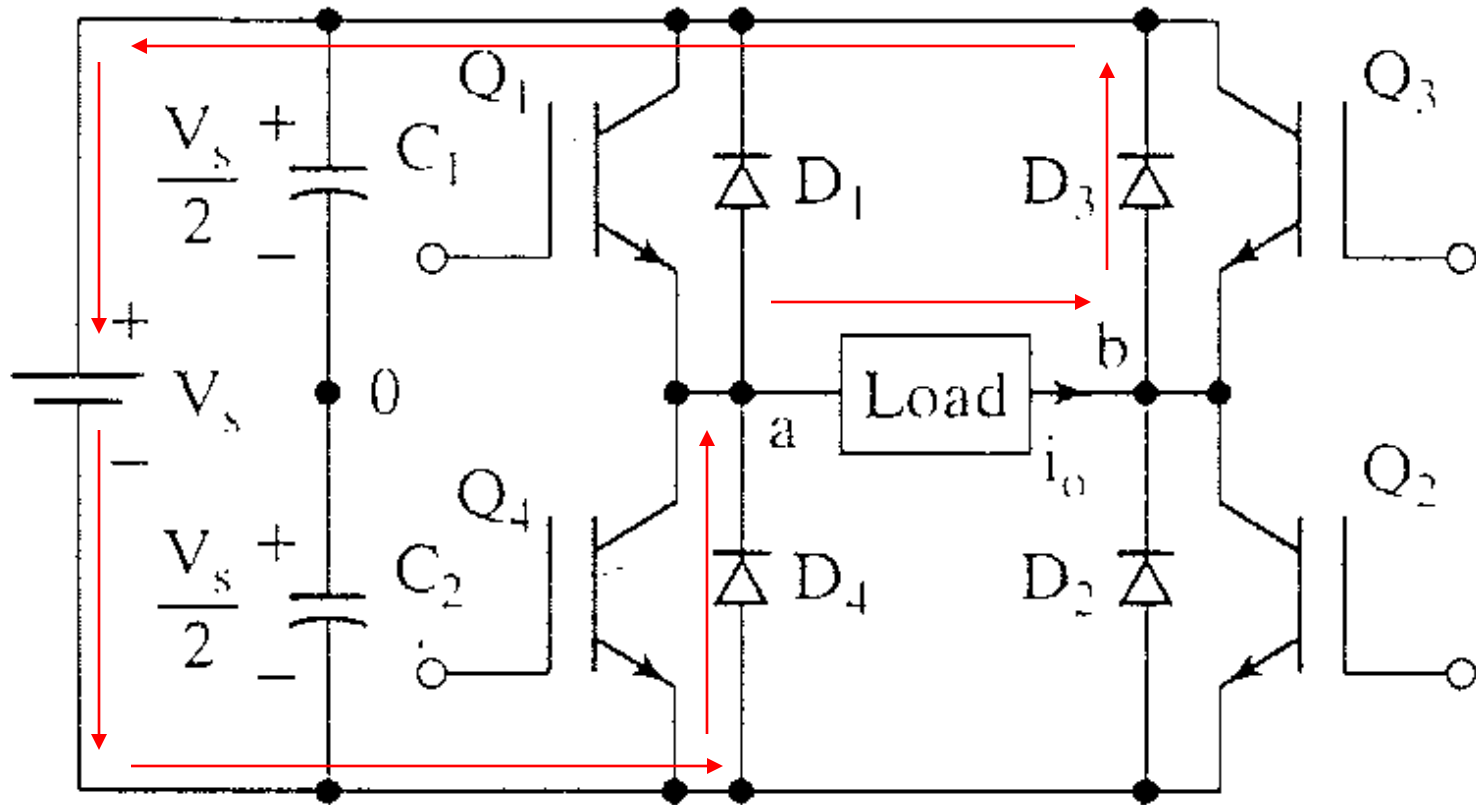 Q₁
Q₃
Vₛ/2
+
−
C₁
D₁
D₃
+
Vₛ
−
0
a
Load
b
iₒ
Q₄
Q₂
Vₛ/2
+
−
C₂
D₄
D₂